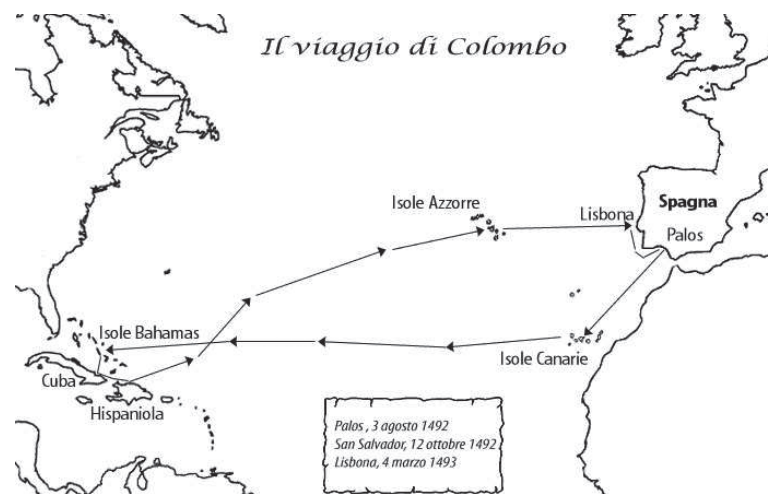 Il viaggio di Colombo
Isole Azzorre
Lisbona
Spagna
Palos
Isole Bahamas
Isole Canarie
Cuba
Hispaniola
Palos , 3 agosto 1492
San Salvador, 12 ottobre 1492
Lisbona, 4 marzo 1493